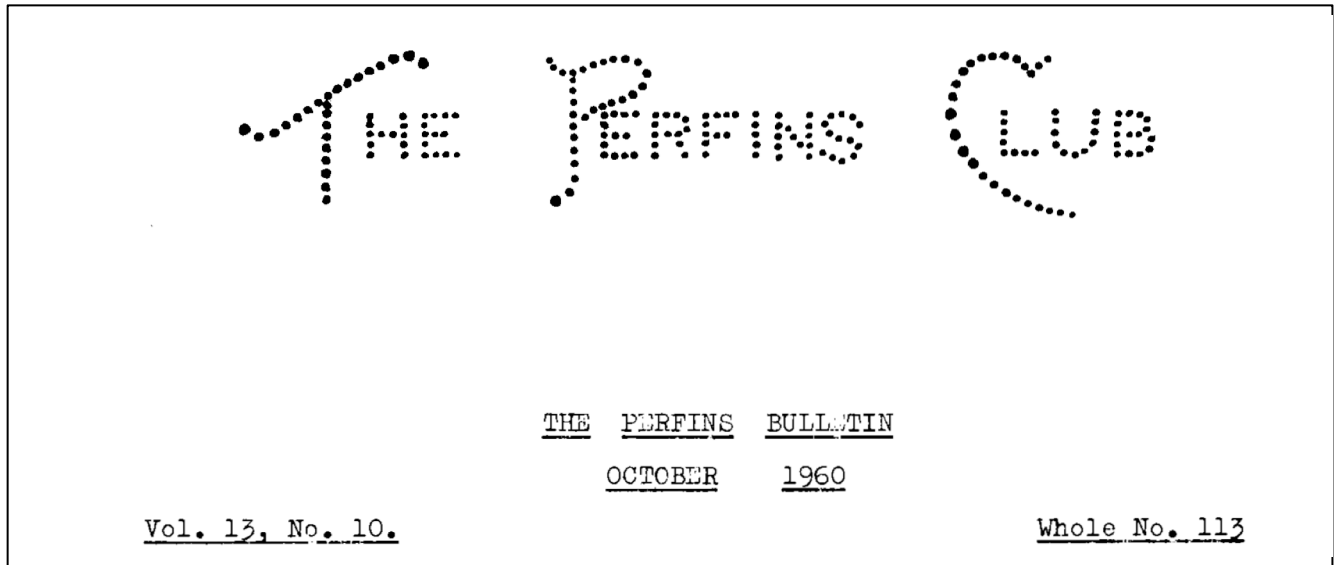 THE PERFINS CLUB
THE PERFINS BULLETIN
OCTOBER 1960
Vol. 13, No. 10. Whole No. 113